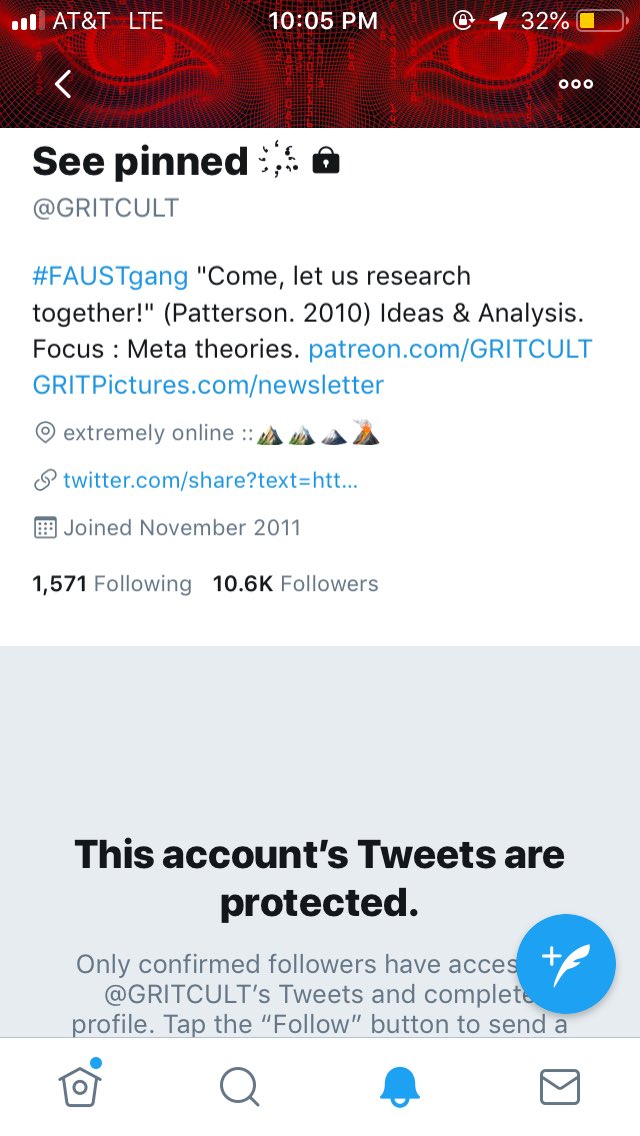 AT&T LTE 10:05 PM 32%
See pinned
@GRITCULT
#FAUSTgang "Come, let us research
together!" (Patterson. 2010) Ideas & Analysis.
Focus : Meta theories. patreon.com/GRITCULT
GRITPictures.com/newsletter
extremely online ::
twitter.com/share?text=htt...
Joined November 2011
1,571 Following 10.6K Followers
This account’s Tweets are
protected.
Only confirmed followers have acces
@GRITCULT’s Tweets and complete
profile. Tap the “Follow” button to send a